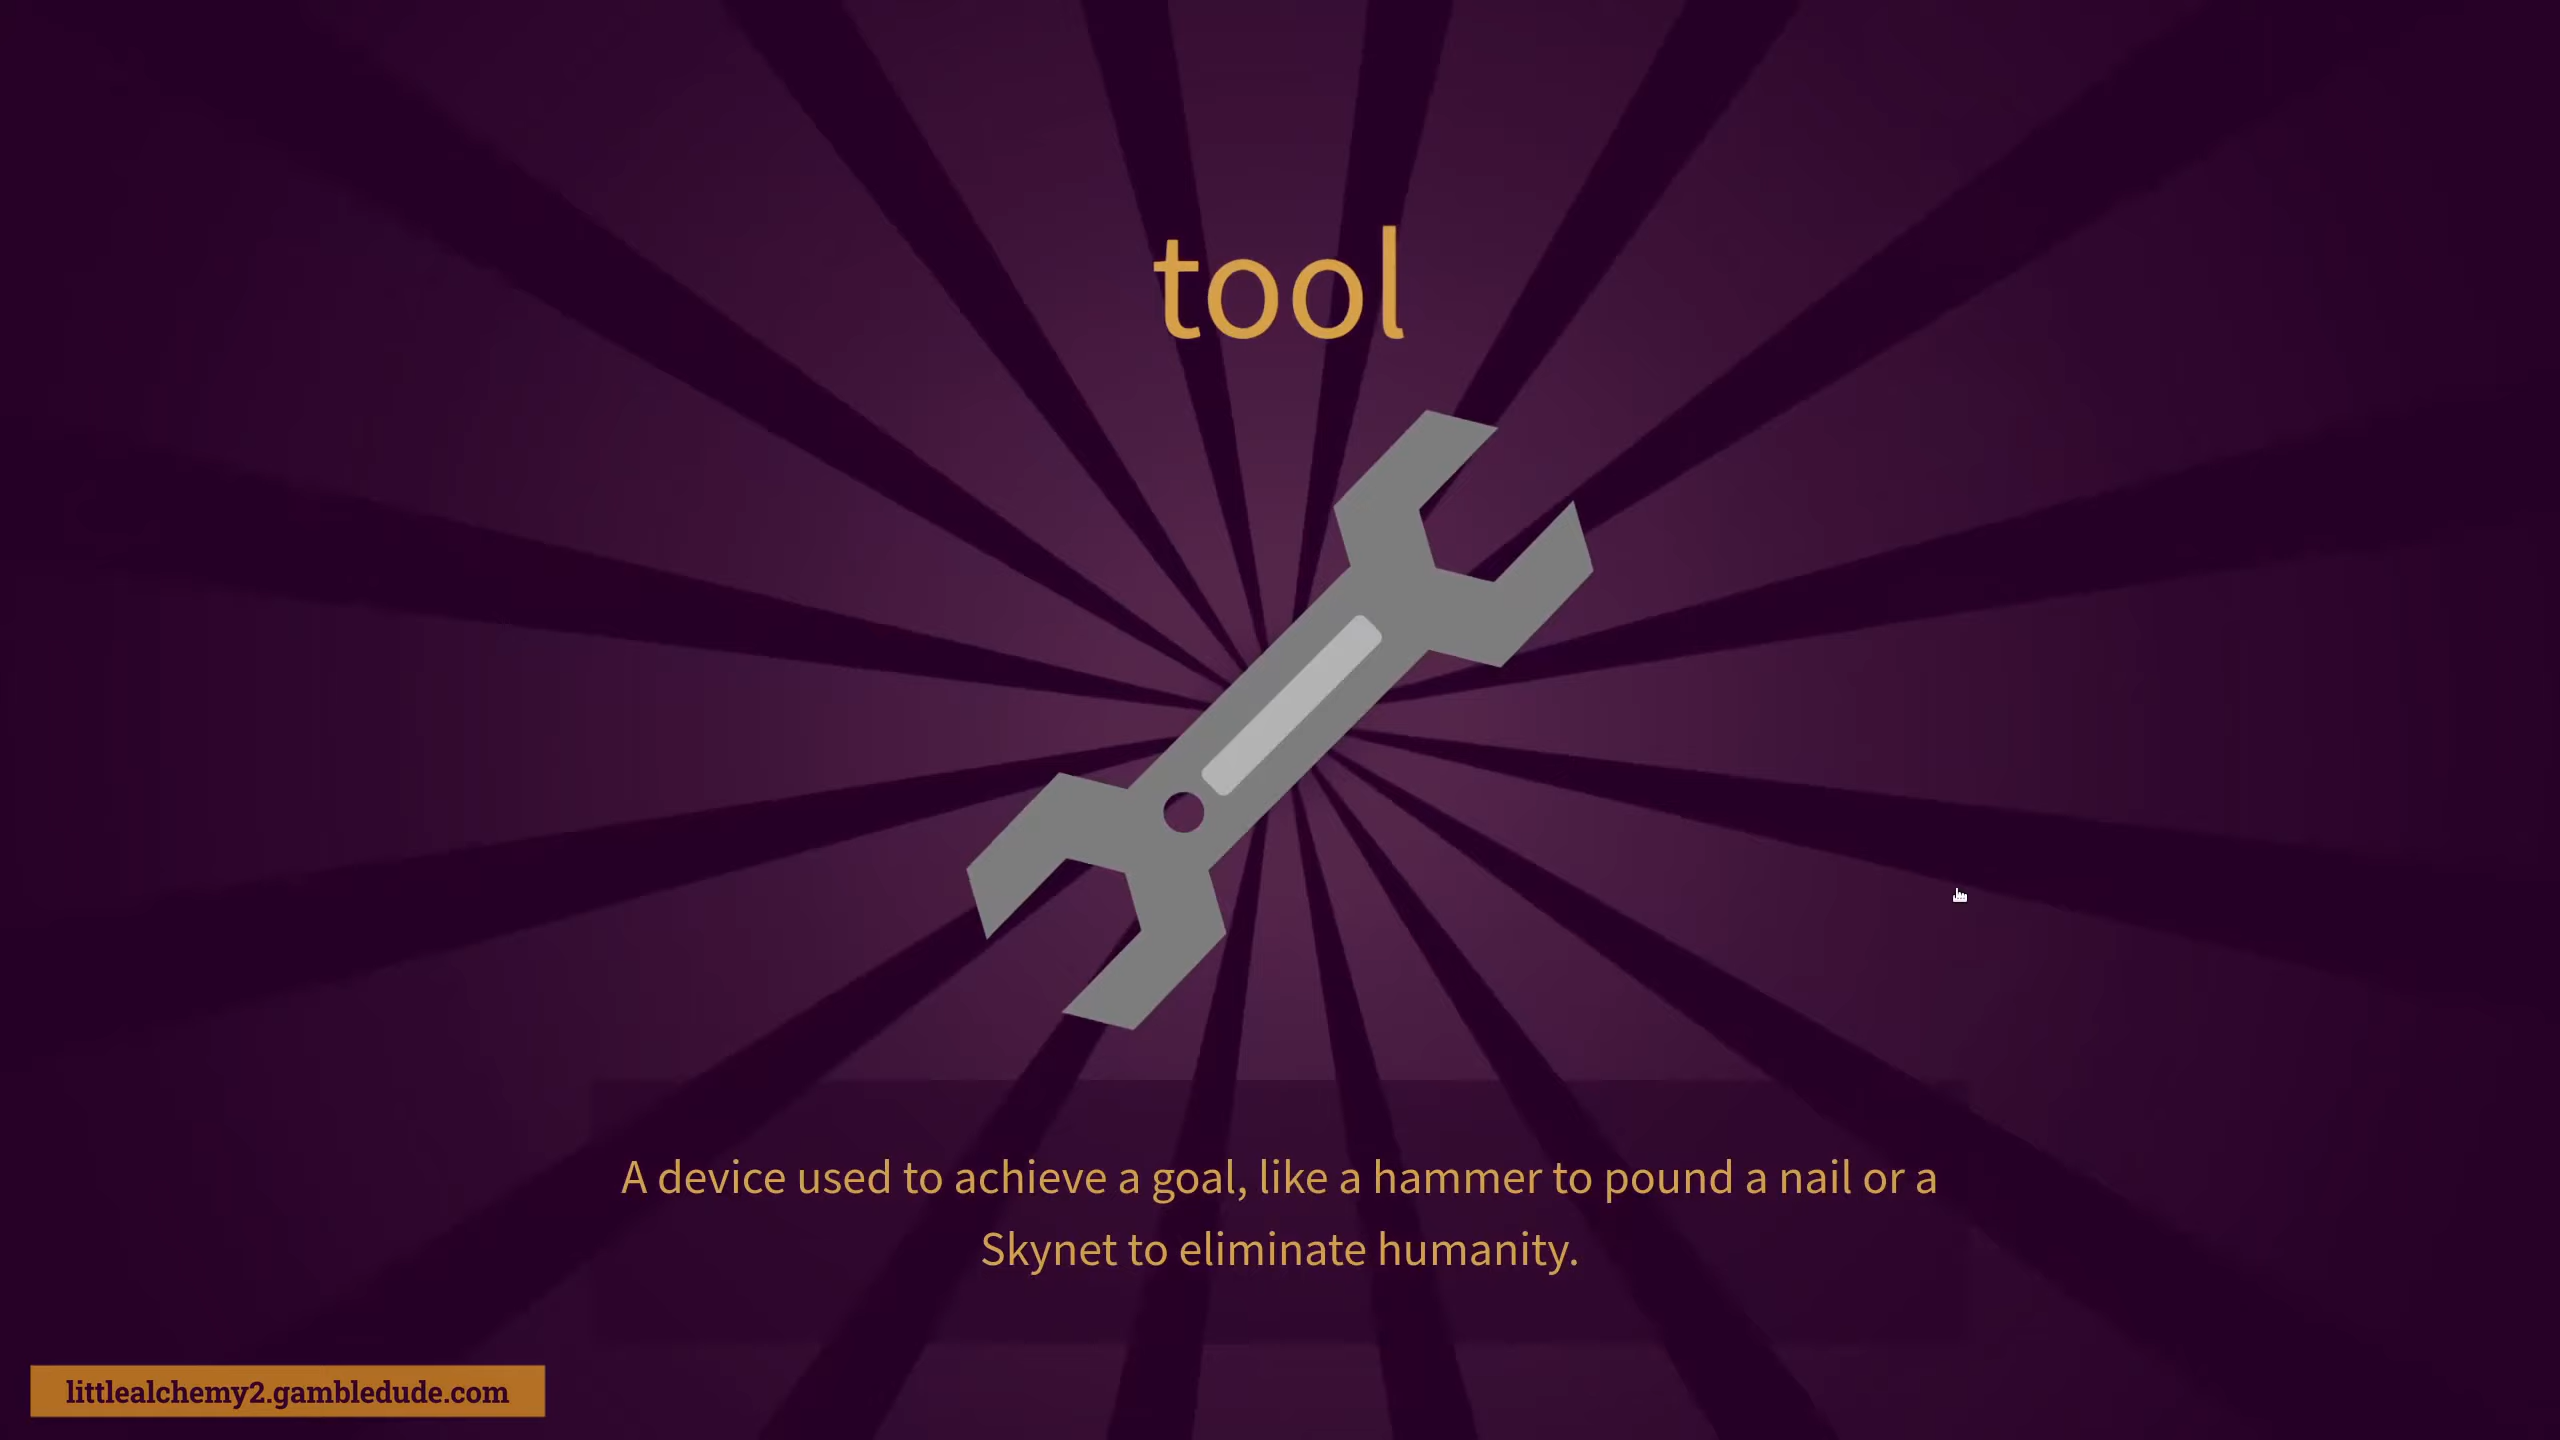 tool
A device used to achieve a goal, like a hammer to pound a nail or a
Skynet to eliminate humanity.
littlealchemy2.gambledude.com